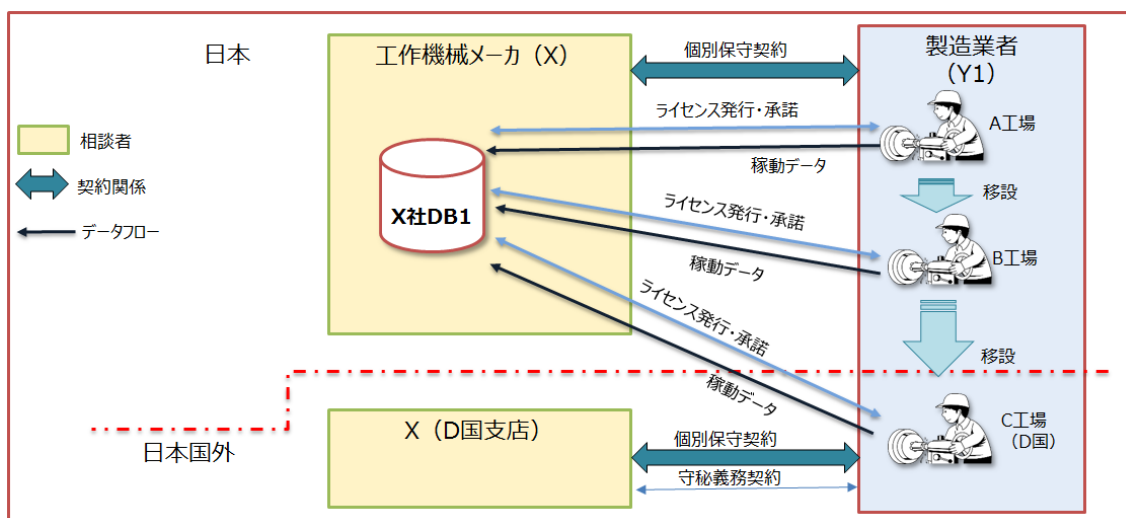 日本
工作機械メーカ（X）
個別保守契約
製造業者
（Y1）
ライセンス発行・承諾
A工場
相談者
稼動データ
契約関係
移設
X社DB1
ライセンス発行・承諾
データフロー
稼動データ
B工場
ライセンス発行・承諾
移設
稼動データ
日本国外
X（D国支店）
個別保守契約
守秘義務契約
C工場
（D国）